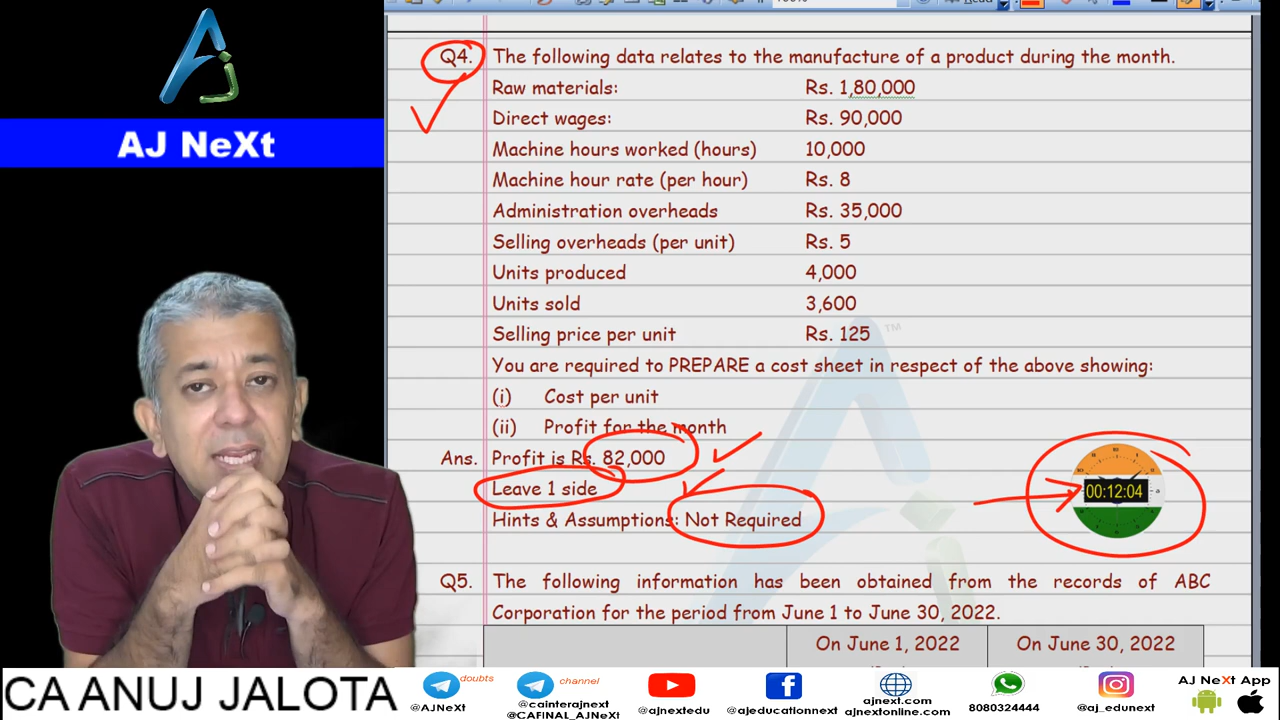 AJ NeXt
Q4. The following data relates to the manufacture of a product during the month.
Raw materials: Rs. 1,80,000
Direct wages: Rs. 90,000
Machine hours worked (hours) 10,000
Machine hour rate (per hour) Rs. 8
Administration overheads Rs. 35,000
Selling overheads (per unit) Rs. 5
Units produced 4,000
Units sold 3,600
Selling price per unit Rs. 125
You are required to PREPARE a cost sheet in respect of the above showing:
(i) Cost per unit
(ii) Profit for the month
Ans. Profit is Rs. 82,000
Leave 1 side
00:12:04
Hints & Assumptions: Not Required
Q5. The following information has been obtained from the records of ABC
Corporation for the period from June 1 to June 30, 2022.
On June 1, 2022 On June 30, 2022
TM
CA ANUJ JALOTA
doubts
@AJNeXt
channel
@cainterajnext
@CAFINAL_AJNeXt
@ajnextedu
@ajeducationnext
ajnext.com
ajnextonline.com
8080324444
@aj_edunext
AJ NeXt App